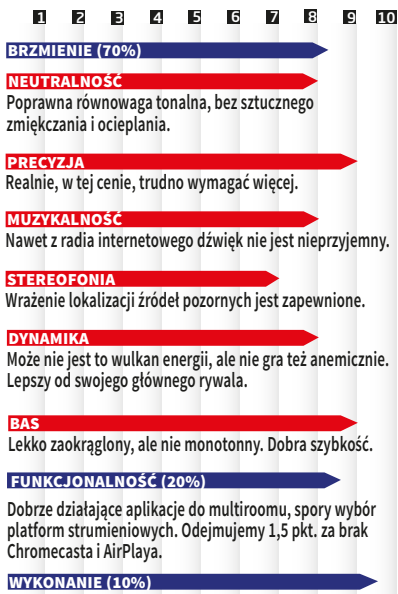 1 2 3 4 5 6 7 8 9 10
BRZMIENIE (70%)
NEUTRALNOŚĆ
Poprawna równowaga tonalna, bez sztucznego
zmiękczania i ocieplania.
PRECYZJA
Realnie, w tej cenie, trudno wymagać więcej.
MUZYKALNOŚĆ
Nawet z radia internetowego dźwięk nie jest nieprzyjemny.
STEREOFONIA
Wrażenie lokalizacji źródeł pozornych jest zapewnione.
DYNAMIKA
Może nie jest to wulkan energii, ale nie gra też anemicznie.
Lepszy od swojego głównego rywala.
BAS
Lekko zaokrąglony, ale nie monotonny. Dobra szybkość.
FUNKCJONALNOŚĆ (20%)
Dobrze działające aplikacje do multiroomu, spory wybór
platform strumieniowych. Odejmujemy 1,5 pkt. za brak
Chromecasta i AirPlaya.
WYKONANIE (10%)